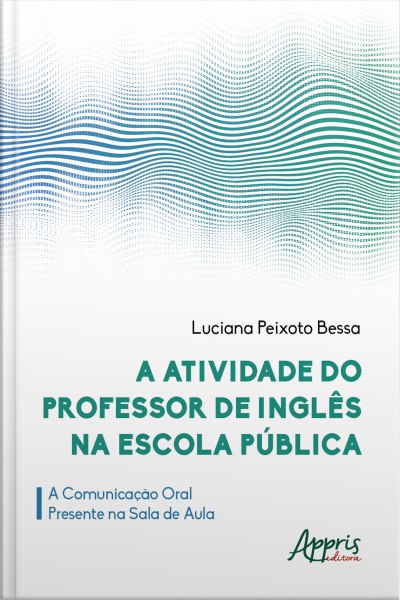 Luciana Peixoto Bessa
A ATIVIDADE DO
PROFESSOR DE INGLÊS
NA ESCOLA PÚBLICA
A Comunicação Oral
Presente na Sala de Aula
Appris
editora